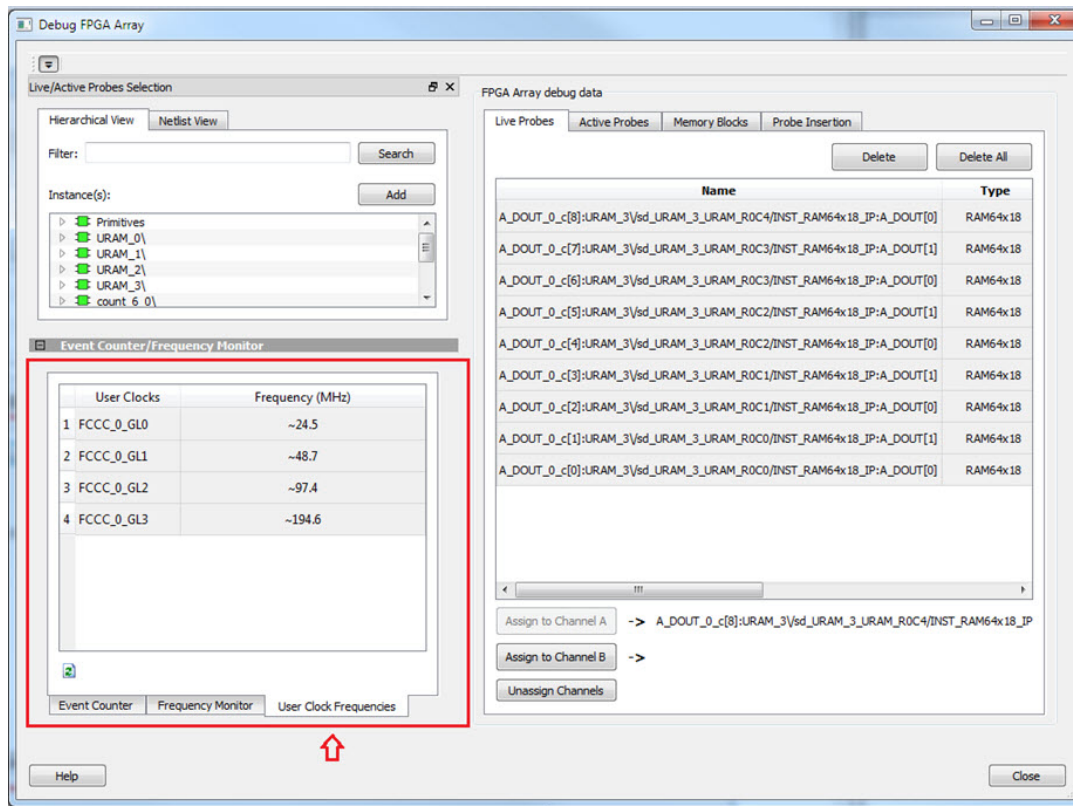 Debug FPGA Array
Live/Active Probes Selection
Hierarchical View Netlist View
Filter: Search
Instance(s): Add
Primitives
URAM_0\
URAM_1\
URAM_2\
URAM_3\
count_6_0\
Event Counter/Frequency Monitor
User Clocks Frequency (MHz)
1 FCCC_0_GL0 ~24.5
2 FCCC_0_GL1 ~48.7
3 FCCC_0_GL2 ~97.4
4 FCCC_0_GL3 ~194.6
Event Counter Frequency Monitor User Clock Frequencies
Help
FPGA Array debug data
Live Probes Active Probes Memory Blocks Probe Insertion
Delete Delete All
Name Type
A_DOUT_0_c[8]:URAM_3\/sd_URAM_3_URAM_R0C4/INST_RAM64x18_IP:A_DOUT[0] RAM64x18
A_DOUT_0_c[7]:URAM_3\/sd_URAM_3_URAM_R0C3/INST_RAM64x18_IP:A_DOUT[1] RAM64x18
A_DOUT_0_c[6]:URAM_3\/sd_URAM_3_URAM_R0C3/INST_RAM64x18_IP:A_DOUT[0] RAM64x18
A_DOUT_0_c[5]:URAM_3\/sd_URAM_3_URAM_R0C2/INST_RAM64x18_IP:A_DOUT[1] RAM64x18
A_DOUT_0_c[4]:URAM_3\/sd_URAM_3_URAM_R0C2/INST_RAM64x18_IP:A_DOUT[0] RAM64x18
A_DOUT_0_c[3]:URAM_3\/sd_URAM_3_URAM_R0C1/INST_RAM64x18_IP:A_DOUT[1] RAM64x18
A_DOUT_0_c[2]:URAM_3\/sd_URAM_3_URAM_R0C1/INST_RAM64x18_IP:A_DOUT[0] RAM64x18
A_DOUT_0_c[1]:URAM_3\/sd_URAM_3_URAM_R0C0/INST_RAM64x18_IP:A_DOUT[1] RAM64x18
A_DOUT_0_c[0]:URAM_3\/sd_URAM_3_URAM_R0C0/INST_RAM64x18_IP:A_DOUT[0] RAM64x18
Assign to Channel A -> A_DOUT_0_c[8]:URAM_3\/sd_URAM_3_URAM_R0C4/INST_RAM64x18_IP
Assign to Channel B ->
Unassign Channels
Close